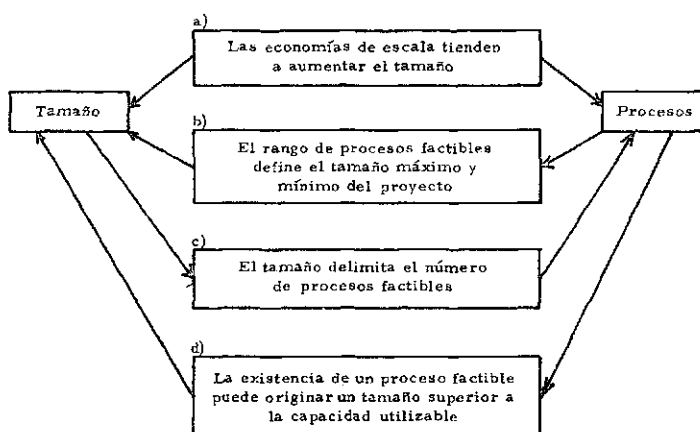 a)
Las economías de escala tienden
a aumentar el tamaño
Tamaño
Procesos
b)
El rango de procesos factibles
define el tamaño máximo y
mínimo del proyecto
c)
El tamaño delimita el número
de procesos factibles
d)
La existencia de un proceso factible
puede originar un tamaño superior a
la capacidad utilizable